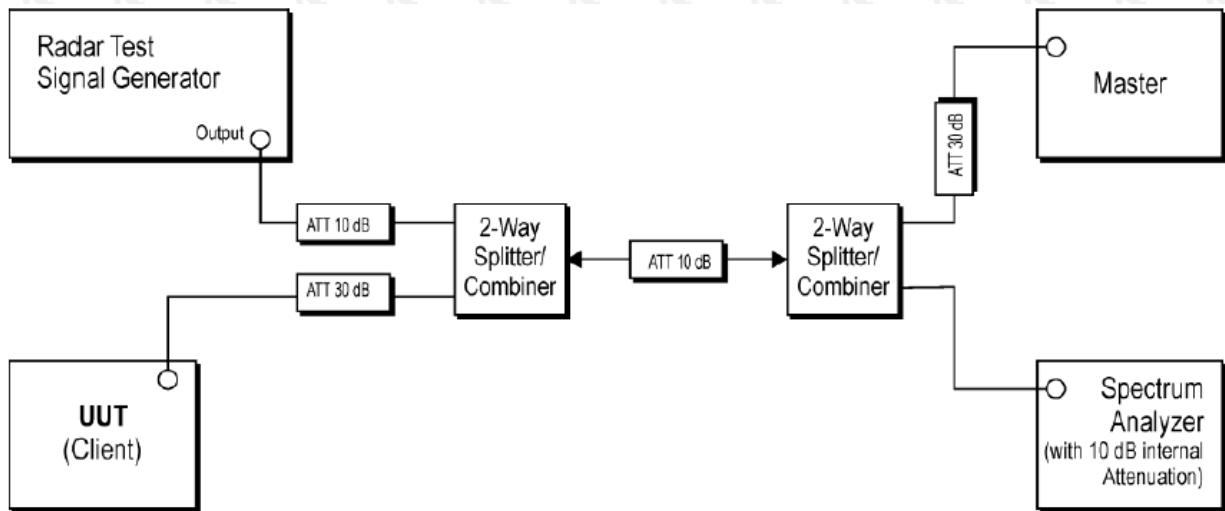 Radar Test
Signal Generator
Output
ATT 10 dB
ATT 30 dB
2-Way
Splitter/
Combiner
ATT 10 dB
2-Way
Splitter/
Combiner
ATT 30 dB
Master
UUT
(Client)
Spectrum
Analyzer
(with 10 dB internal
Attenuation)